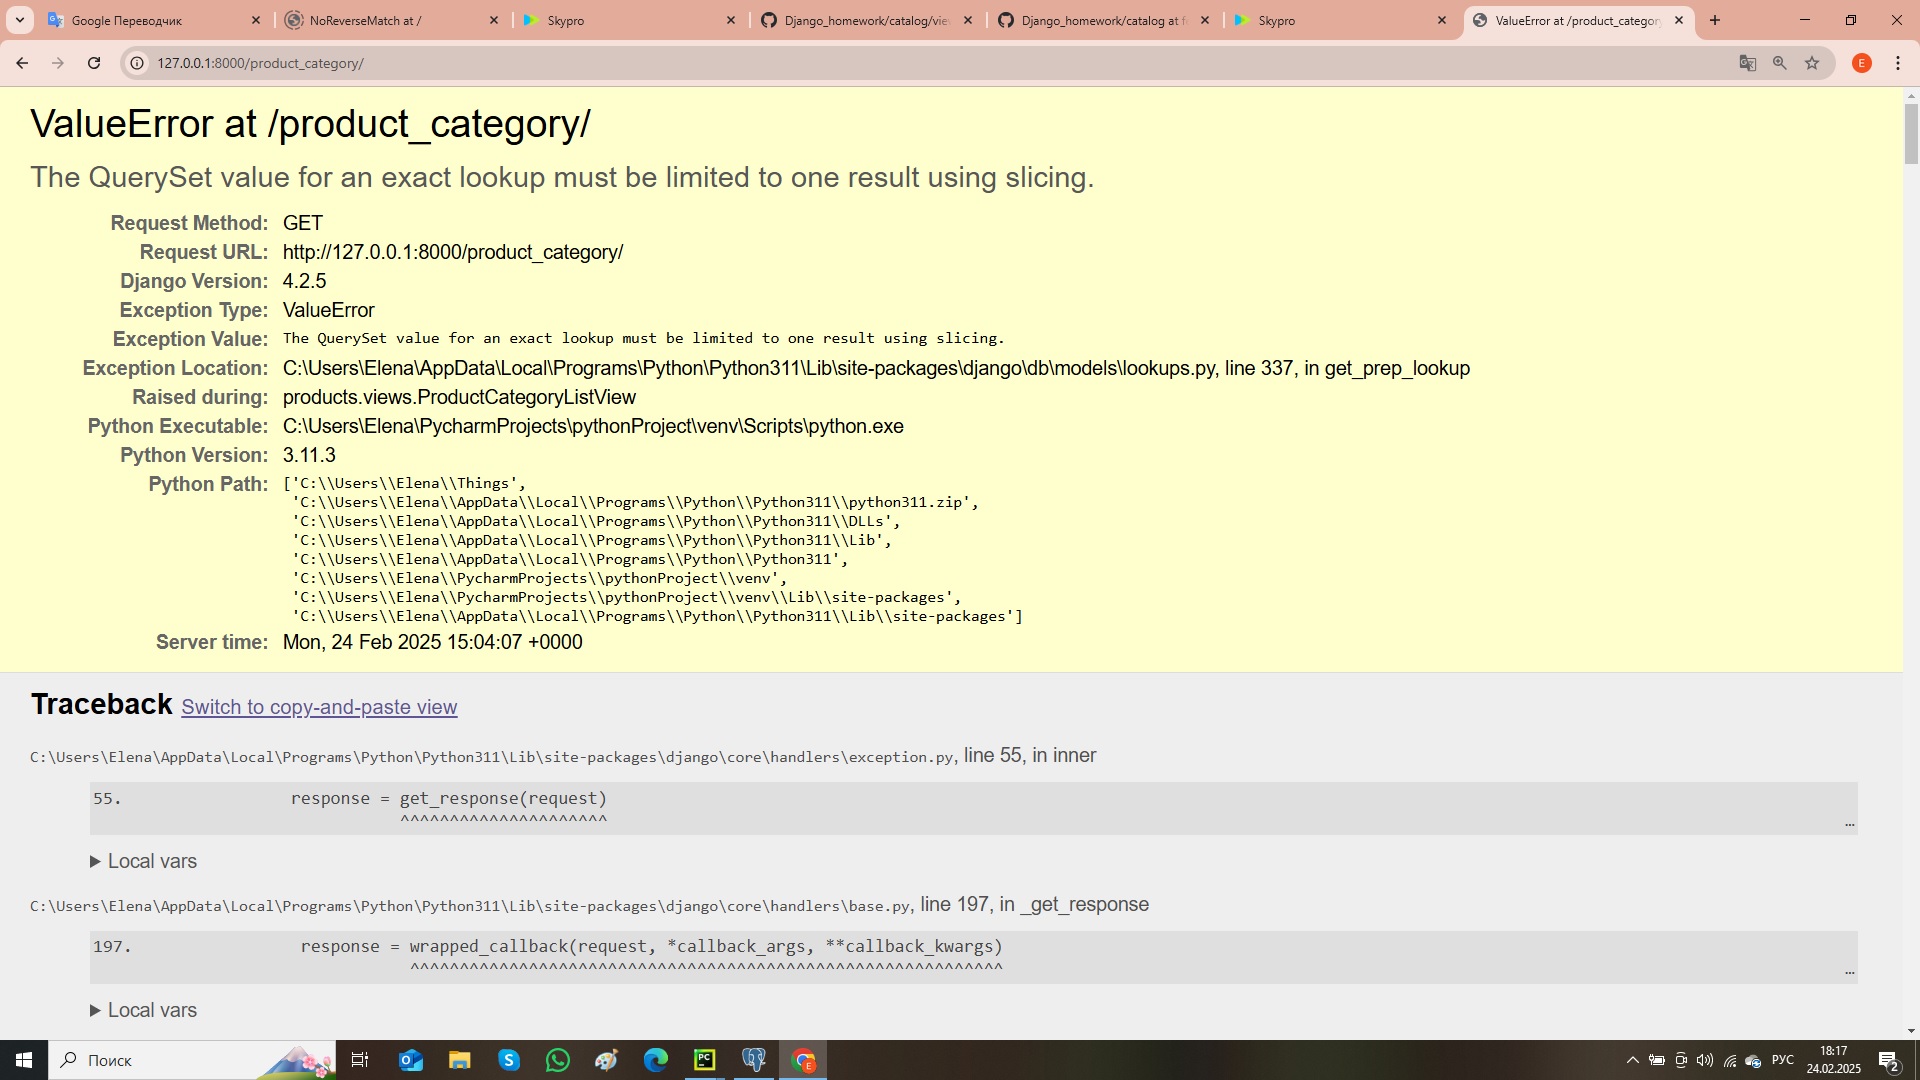 Google Переводчик
NoReverseMatch at /
Skypro
Django_homework/catalog/vie
Django_homework/catalog at f
Skypro
ValueError at /product_category
127.0.0.1:8000/product_category/
E
ValueError at /product_category/
The QuerySet value for an exact lookup must be limited to one result using slicing.
Request Method: GET
Request URL: http://127.0.0.1:8000/product_category/
Django Version: 4.2.5
Exception Type: ValueError
Exception Value: The QuerySet value for an exact lookup must be limited to one result using slicing.
Exception Location: C:\Users\Elena\AppData\Local\Programs\Python\Python311\Lib\site-packages\django\db\models\lookups.py, line 337, in get_prep_lookup
Raised during: products.views.ProductCategoryListView
Python Executable: C:\Users\Elena\PycharmProjects\pythonProject\venv\Scripts\python.exe
Python Version: 3.11.3
Python Path: ['C:\\Users\\Elena\\Things',
'C:\\Users\\Elena\\AppData\\Local\\Programs\\Python\\Python311\\python311.zip',
'C:\\Users\\Elena\\AppData\\Local\\Programs\\Python\\Python311\\DLLs',
'C:\\Users\\Elena\\AppData\\Local\\Programs\\Python\\Python311\\Lib',
'C:\\Users\\Elena\\AppData\\Local\\Programs\\Python\\Python311',
'C:\\Users\\Elena\\PycharmProjects\\pythonProject\\venv',
'C:\\Users\\Elena\\PycharmProjects\\pythonProject\\venv\\Lib\\site-packages',
'C:\\Users\\Elena\\AppData\\Local\\Programs\\Python\\Python311\\Lib\\site-packages']
Server time: Mon, 24 Feb 2025 15:04:07 +0000
Traceback Switch to copy-and-paste view
C:\Users\Elena\AppData\Local\Programs\Python\Python311\Lib\site-packages\django\core\handlers\exception.py, line 55, in inner
55. response = get_response(request)
^^^^^^^^^^^^^^^^^^^^^ …
▶ Local vars
C:\Users\Elena\AppData\Local\Programs\Python\Python311\Lib\site-packages\django\core\handlers\base.py, line 197, in _get_response
197. response = wrapped_callback(request, *callback_args, **callback_kwargs)
^^^^^^^^^^^^^^^^^^^^^^^^^^^^^^^^^^^^^^^^^^^^^^^^^^^^^^^^^^^^ …
▶ Local vars
Поиск
PC
E
РУС
18:17
24.02.2025
2